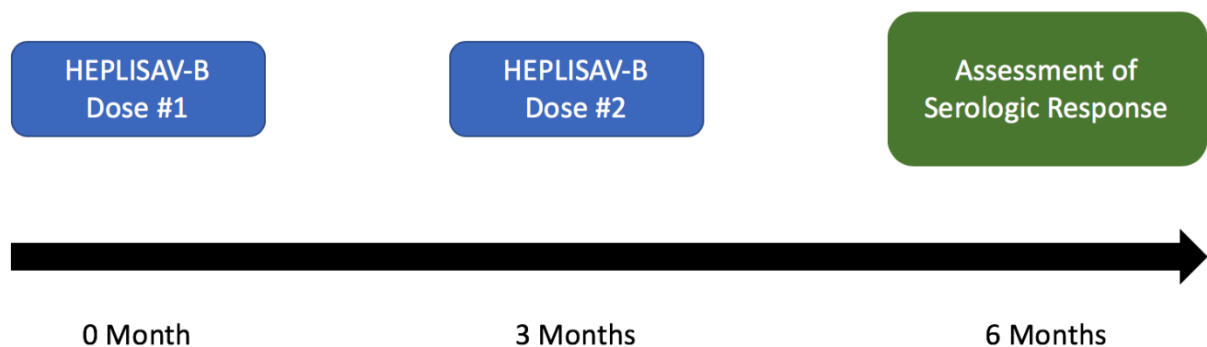 HEPLISAV-B
Dose #1
HEPLISAV-B
Dose #2
Assessment of
Serologic Response
0 Month
3 Months
6 Months